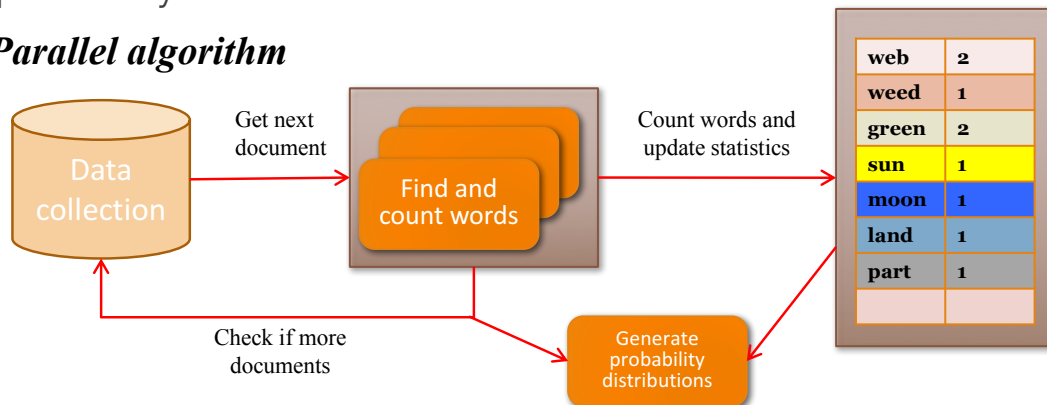 Parallel algorithm
Data
collection
Get next
document
Find and
count words
Count words and
update statistics
web 2
weed 1
green 2
sun 1
moon 1
land 1
part 1
Check if more
documents
Generate
probability
distributions